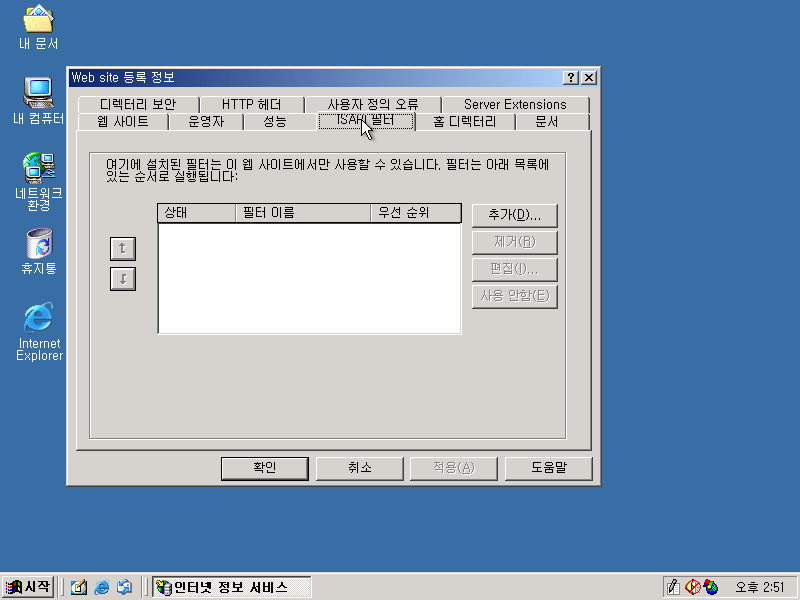 내 문서
내 컴퓨터
네트워크
환경
휴지통
Internet
Explorer
Web site 등록 정보
디렉터리 보안
HTTP 헤더
사용자 정의 오류
Server Extensions
웹 사이트
운영자
성능
ISAPI 필터
홈 디렉터리
문서
여기에 설치된 필터는 이 웹 사이트에서만 사용할 수 있습니다. 필터는 아래 목록에
있는 순서로 실행됩니다:
상태
필터 이름
우선 순위
추가(D)...
제거(R)
편집(I)...
사용 안함(E)
확인
취소
적용(A)
도움말
시작
인터넷 정보 서비스
오후 2:51